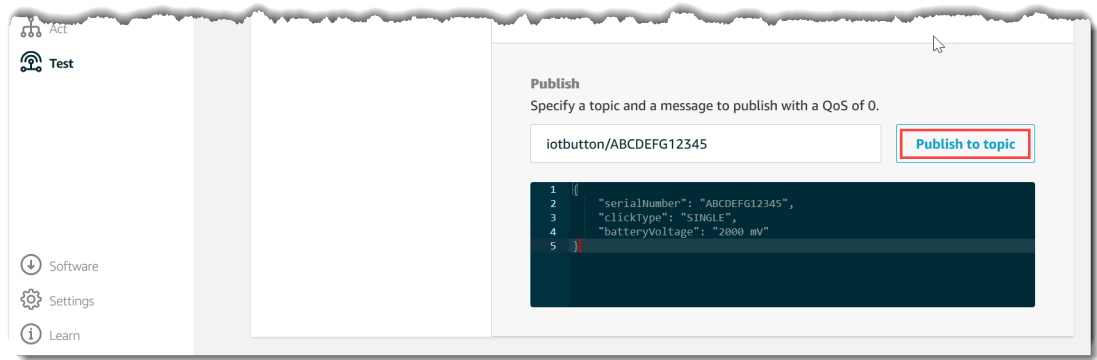 Act
Test
Publish
Specify a topic and a message to publish with a QoS of 0.
iotbutton/ABCDEFG12345
Publish to topic
1 {
2 "serialNumber": "ABCDEFG12345",
3 "clickType": "SINGLE",
4 "batteryVoltage": "2000 mV"
5 }
Software
Settings
Learn